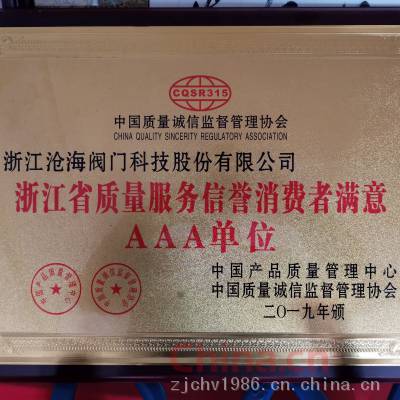 CQSR315
中国质量诚信监督管理协会
CHINA QUALITY SINCERITY REGULATORY ASSOCIATION
浙江沧海阀门科技股份有限公司
浙江省质量服务信誉消费者满意
AAA单位
中国产品质量管理中心
中国质量诚信监督管理协会
二〇一九年颁
China.cn
zjchv1986.cn.china.cn